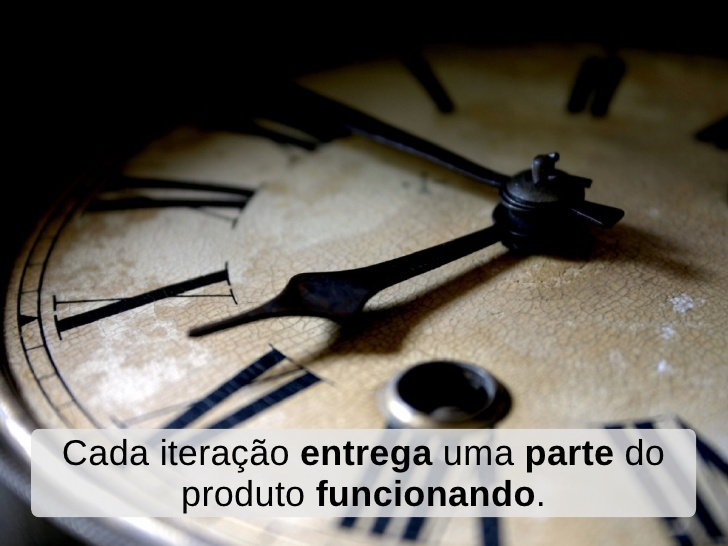 Cada iteração entrega uma parte do
produto funcionando.